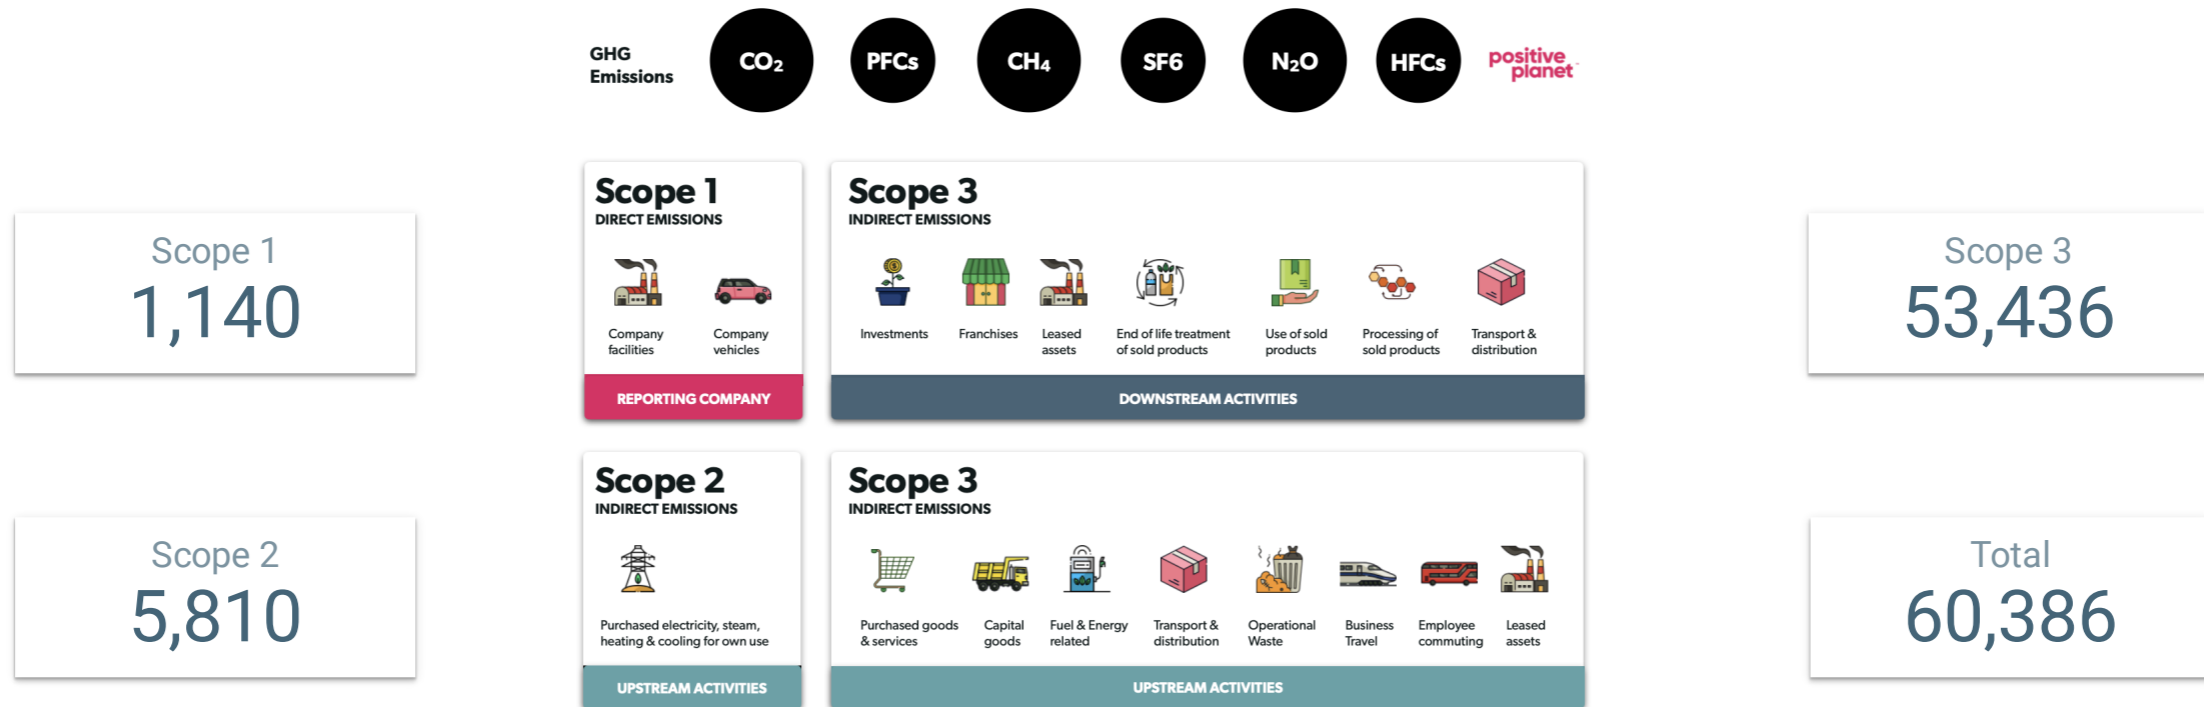 GHG
Emissions
CO₂
PFCs
CH₄
SF6
N₂O
HFCs
positive
planet
Scope 1
1,140
Scope 2
5,810
Scope 1
DIRECT EMISSIONS
Company
facilities
Company
vehicles
REPORTING COMPANY
Scope 3
INDIRECT EMISSIONS
Investments
Franchises
Leased
assets
End of life treatment
of sold products
Use of sold
products
Processing of
sold products
Transport &
distribution
DOWNSTREAM ACTIVITIES
Scope 2
INDIRECT EMISSIONS
Purchased electricity, steam,
heating & cooling for own use
UPSTREAM ACTIVITIES
Scope 3
INDIRECT EMISSIONS
Purchased goods
& services
Capital
goods
Fuel & Energy
related
Transport &
distribution
Operational
Waste
Business
Travel
Employee
commuting
Leased
assets
UPSTREAM ACTIVITIES
Scope 3
53,436
Total
60,386